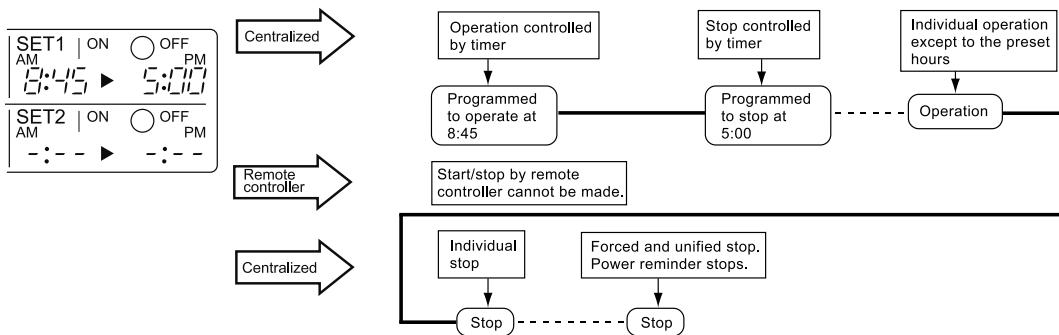 SET1 ON OFF
AM PM
8:45 ▶ 5:00
SET2 ON OFF
AM PM
-:-- ▶ -:--
Centralized
Operation controlled
by timer
Stop controlled
by timer
Individual operation
except to the preset
hours
Programmed
to operate at
8:45
Programmed
to stop at
5:00
Operation
Remote
controller
Start/stop by remote
controller cannot be made.
Centralized
Individual
stop
Forced and unified stop.
Power reminder stops.
Stop
Stop